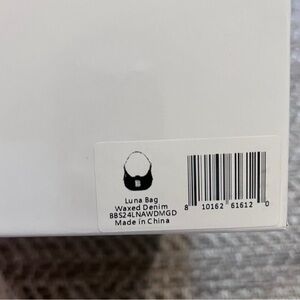 Luna Bag
Waxed Denim
BBS24LNAWDMGD
Made in China
8 10162 61612 0